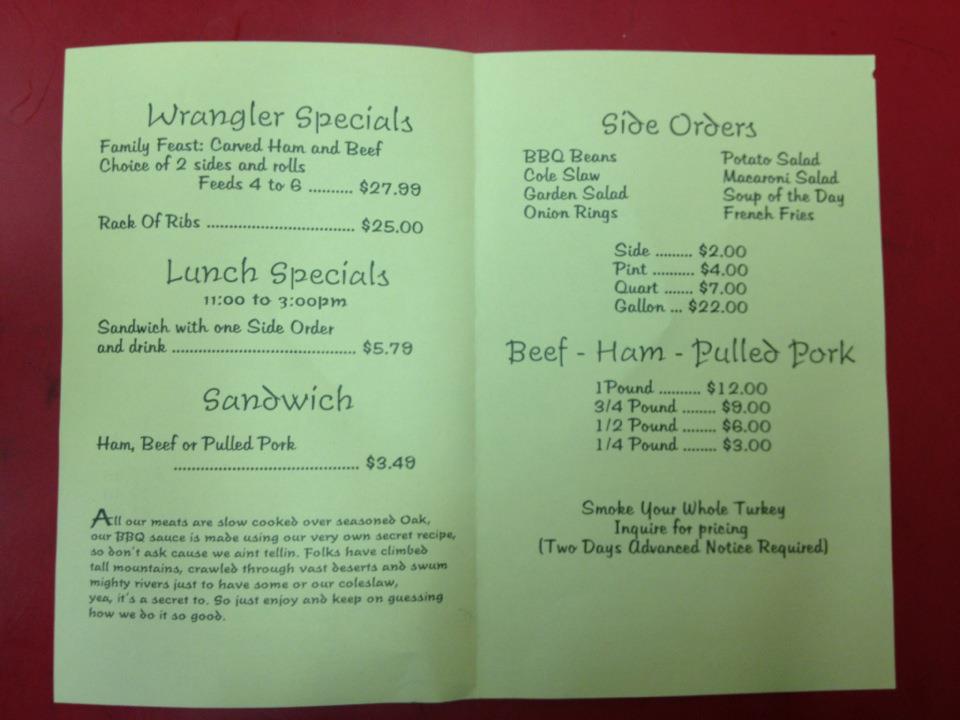 Wrangler Specials
Family Feast: Carved Ham and Beef
Choice of 2 sides and rolls
Feeds 4 to 6 .......... $27.99
Rack Of Ribs .................................. $25.00
Lunch Specials
11:00 to 3:00pm
Sandwich with one Side Order
and drink .......................................... $5.79
Sandwich
Ham, Beef or Pulled Pork
.......................................... $3.49
All our meats are slow cooked over seasoned Oak,
our BBQ sauce is made using our very own secret recipe,
so don't ask cause we aint tellin. Folks have climbed
tall mountains, crawled through vast deserts and swum
mighty rivers just to have some or our coleslaw,
yea, it's a secret to. So just enjoy and keep on guessing
how we do it so good.
Side Orders
BBQ Beans Potato Salad
Cole Slaw Macaroni Salad
Garden Salad Soup of the Day
Onion Rings French Fries
Side ......... $2.00
Pint .......... $4.00
Quart ....... $7.00
Gallon ... $22.00
Beef - Ham - Pulled Pork
1Pound .......... $12.00
3/4 Pound ........ $9.00
1/2 Pound ........ $6.00
1/4 Pound ........ $3.00
Smoke Your Whole Turkey
Inquire for pricing
(Two Days Advanced Notice Required)